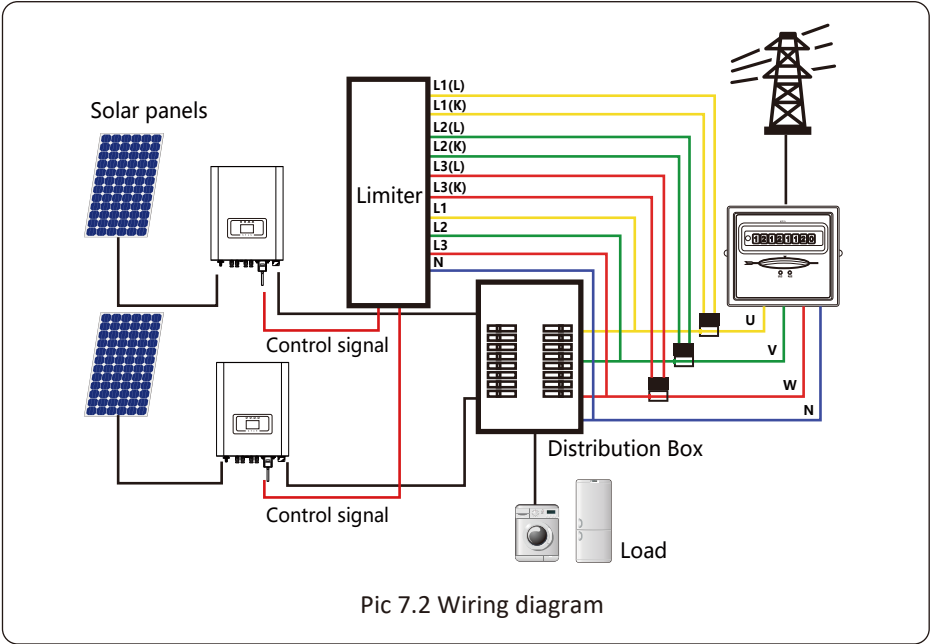 Solar panels
Limiter
L1(L)
L1(K)
L2(L)
L2(K)
L3(L)
L3(K)
L1
L2
L3
N
12121120
U
V
W
N
Control signal
Distribution Box
Control signal
Load
Pic 7.2 Wiring diagram